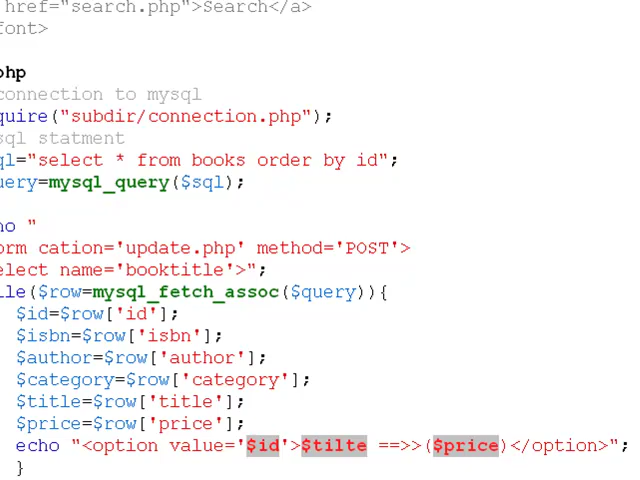 href="search.php">Search</a>
font>
php
connection to mysql
quire("subdir/connection.php");
sql statment
ql="select * from books order by id";
uery=mysql_query($sql);
ho "
orm cation='update.php' method='POST'>
elect name='booktitle'>";
ile($row=mysql_fetch_assoc($query)){
$id=$row['id'];
$isbn=$row['isbn'];
$author=$row['author'];
$category=$row['category'];
$title=$row['title'];
$price=$row['price'];
echo "<option value='$id'>$tilte ==>>($price)</option>";
}